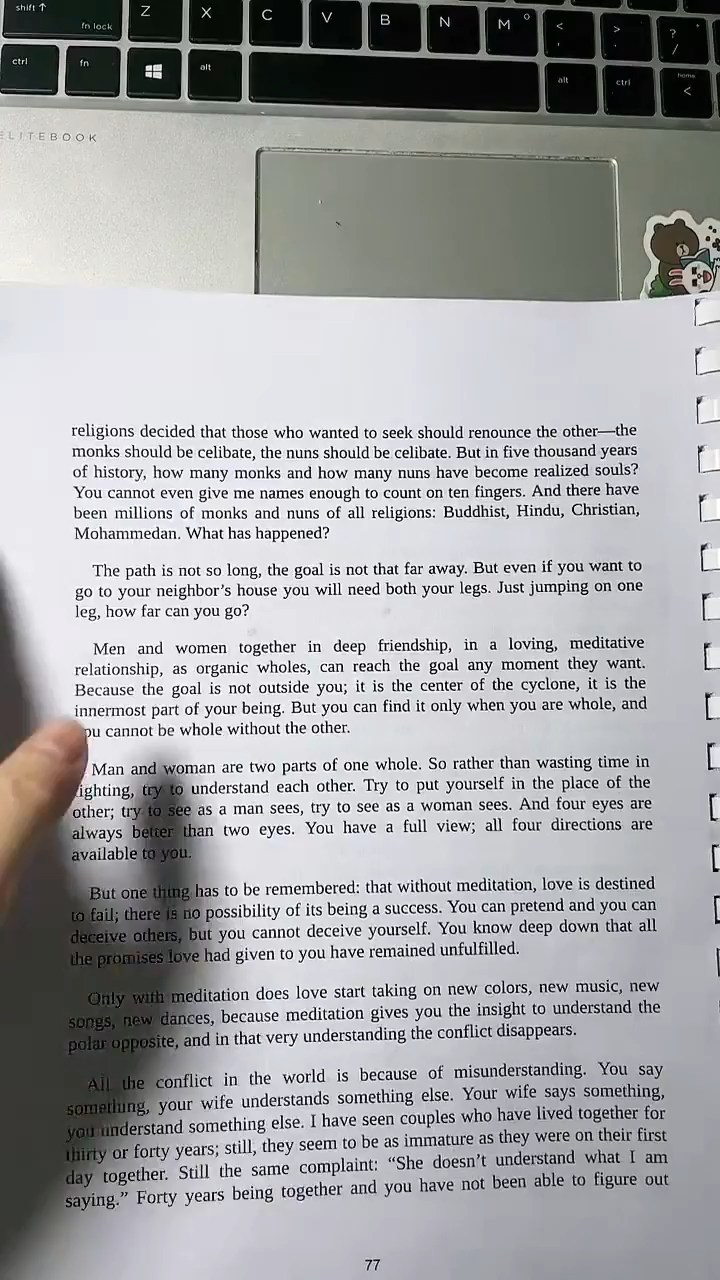 shift ↑
fn lock
Z
X
C
V
B
N
M
<
,
>
.
?
/
ctrl
fn
alt
alt
ctrl
home
<
ELITEBOOK
religions decided that those who wanted to seek should renounce the other—the
monks should be celibate, the nuns should be celibate. But in five thousand years
of history, how many monks and how many nuns have become realized souls?
You cannot even give me names enough to count on ten fingers. And there have
been millions of monks and nuns of all religions: Buddhist, Hindu, Christian,
Mohammedan. What has happened?
The path is not so long, the goal is not that far away. But even if you want to
go to your neighbor's house you will need both your legs. Just jumping on one
leg, how far can you go?
Men and women together in deep friendship, in a loving, meditative
relationship, as organic wholes, can reach the goal any moment they want.
Because the goal is not outside you; it is the center of the cyclone, it is the
innermost part of your being. But you can find it only when you are whole, and
ou cannot be whole without the other.
Man and woman are two parts of one whole. So rather than wasting time in
ighting, try to understand each other. Try to put yourself in the place of the
other; try to see as a man sees, try to see as a woman sees. And four eyes are
always better than two eyes. You have a full view; all four directions are
available to you.
But one thing has to be remembered: that without meditation, love is destined
to fail; there is no possibility of its being a success. You can pretend and you can
deceive others, but you cannot deceive yourself. You know deep down that all
the promises love had given to you have remained unfulfilled.
Only with meditation does love start taking on new colors, new music, new
songs, new dances, because meditation gives you the insight to understand the
polar opposite, and in that very understanding the conflict disappears.
All the conflict in the world is because of misunderstanding. You say
something, your wife understands something else. Your wife says something,
you understand something else. I have seen couples who have lived together for
thirty or forty years; still, they seem to be as immature as they were on their first
day together. Still the same complaint: “She doesn't understand what I am
saying.” Forty years being together and you have not been able to figure out
77